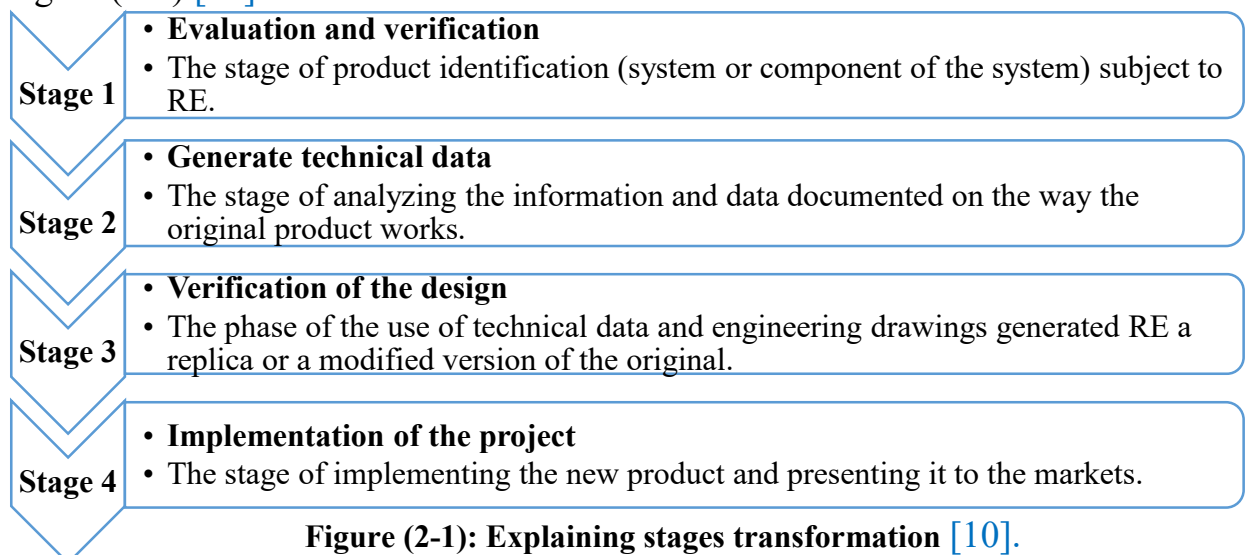 • Evaluation and verification
• The stage of product identification (system or component of the system) subject to
Stage 1
RE.
• Generate technical data
• The stage of analyzing the information and data documented on the way the
Stage 2
original product works.
• Verification of the design
• The phase of the use of technical data and engineering drawings generated RE a
Stage 3
replica or a modified version of the original.
• Implementation of the project
Stage 4
• The stage of implementing the new product and presenting it to the markets.
Figure (2-1): Explaining stages transformation [10].